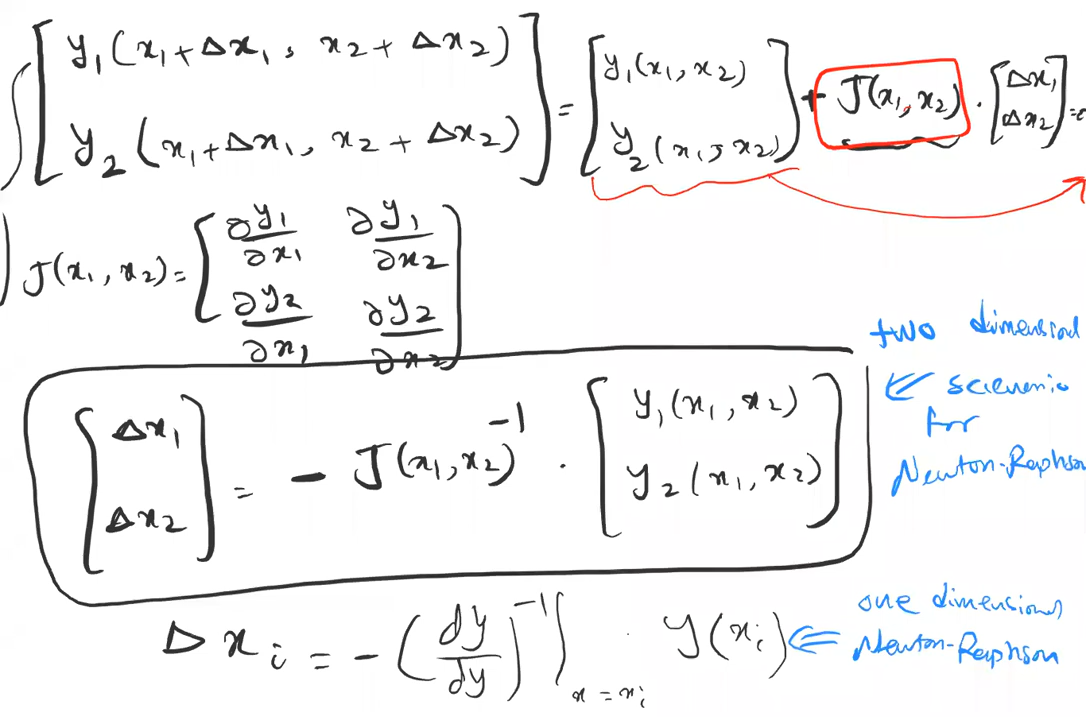 [y₁(x₁+Δx₁, x₂+Δx₂); y₂(x₁+Δx₁, x₂+Δx₂)] = [y₁(x₁,x₂); y₂(x₁,x₂)] + J(x₁,x₂) · [Δx₁; Δx₂] =
J(x₁,x₂) = [∂y₁/∂x₁ ∂y₁/∂x₂; ∂y₂/∂x₁ ∂y₂/∂x₂]
[Δx₁; Δx₂] = - J(x₁,x₂)⁻¹ · [y₁(x₁,x₂); y₂(x₁,x₂)]
two dimensional
⇐ scienerio
for
Newton-Raphson
Δxᵢ = -(dy/dy)⁻¹|ₓ₌ₓᵢ · y(xᵢ)
⇐ one dimensional
Newton-Raphson